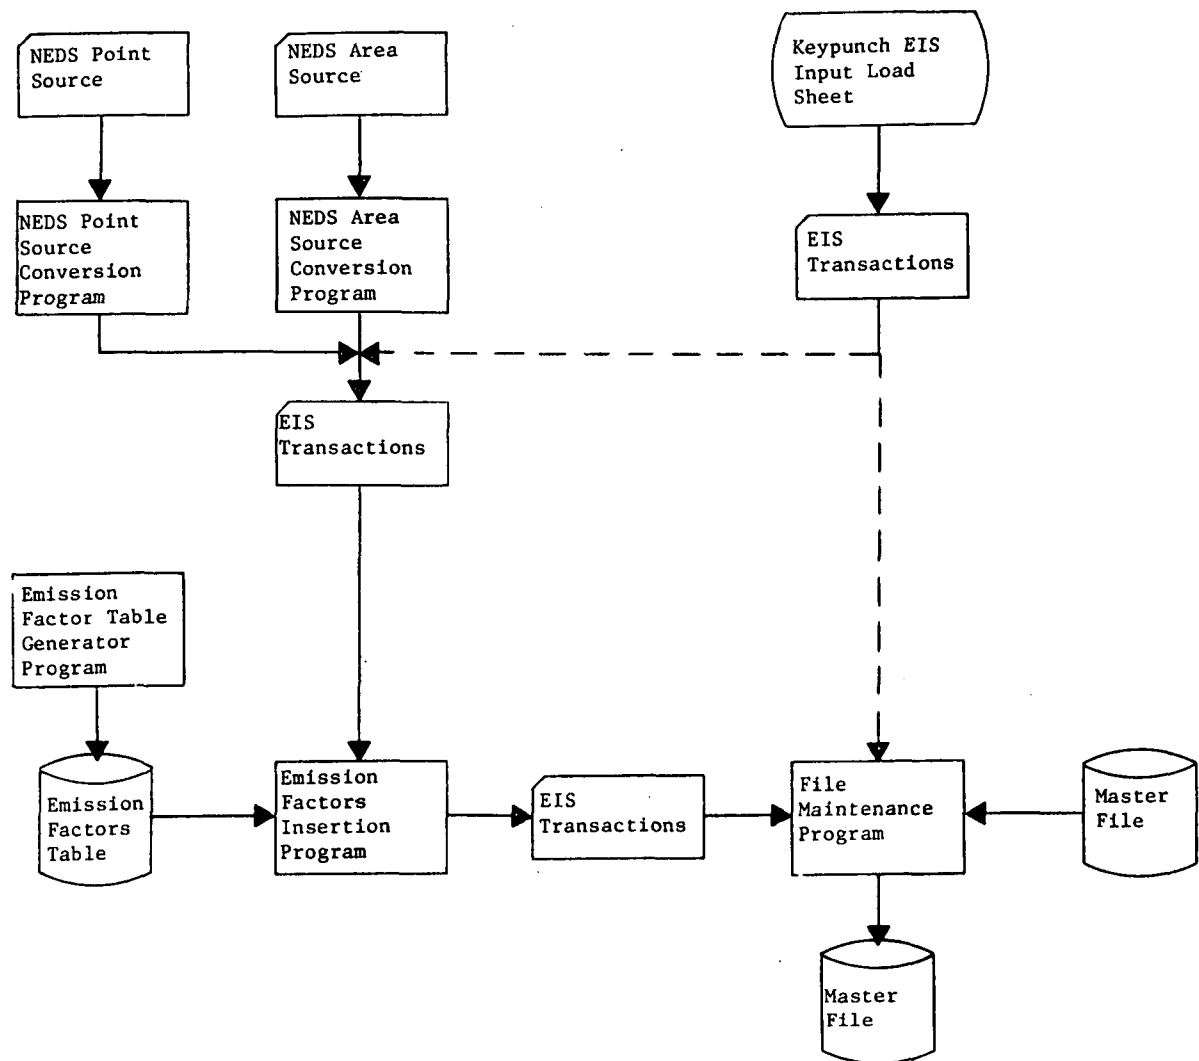 NEDS Point
Source
NEDS Area
Source
Keypunch EIS
Input Load
Sheet
NEDS Point
Source
Conversion
Program
NEDS Area
Source
Conversion
Program
EIS
Transactions
EIS
Transactions
Emission
Factor Table
Generator
Program
Emission
Factors
Table
Emission
Factors
Insertion
Program
EIS
Transactions
File
Maintenance
Program
Master
File
Master
File